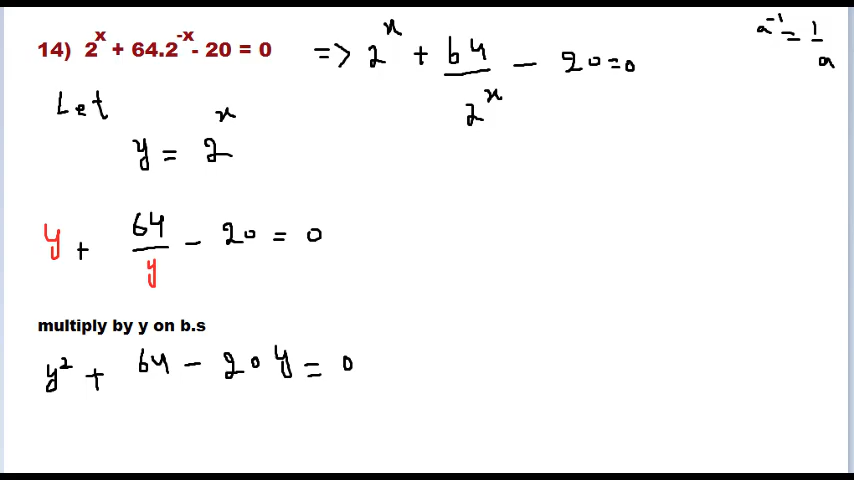 14) 2^x + 64.2^-x - 20 = 0 => 2^x + 64/2^x - 20 = 0
a^-1 = 1/a
Let
y = 2^x
y + 64/y - 20 = 0
multiply by y on b.s
y² + 64 - 20y = 0